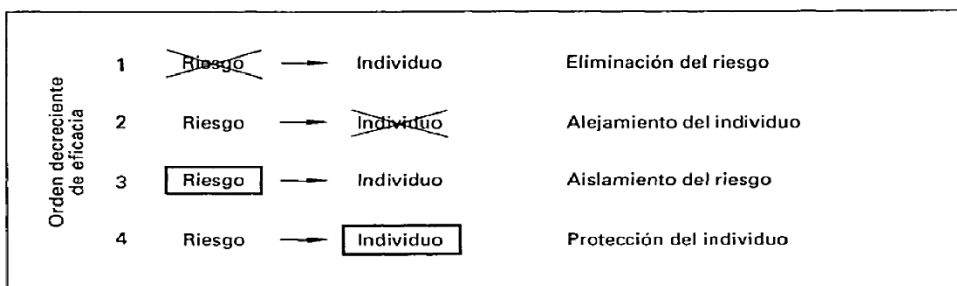 Orden decreciente
de eficacia
1 Riesgo → Individuo Eliminación del riesgo
2 Riesgo → Individuo Alejamiento del individuo
3 Riesgo → Individuo Aislamiento del riesgo
4 Riesgo → Individuo Protección del individuo